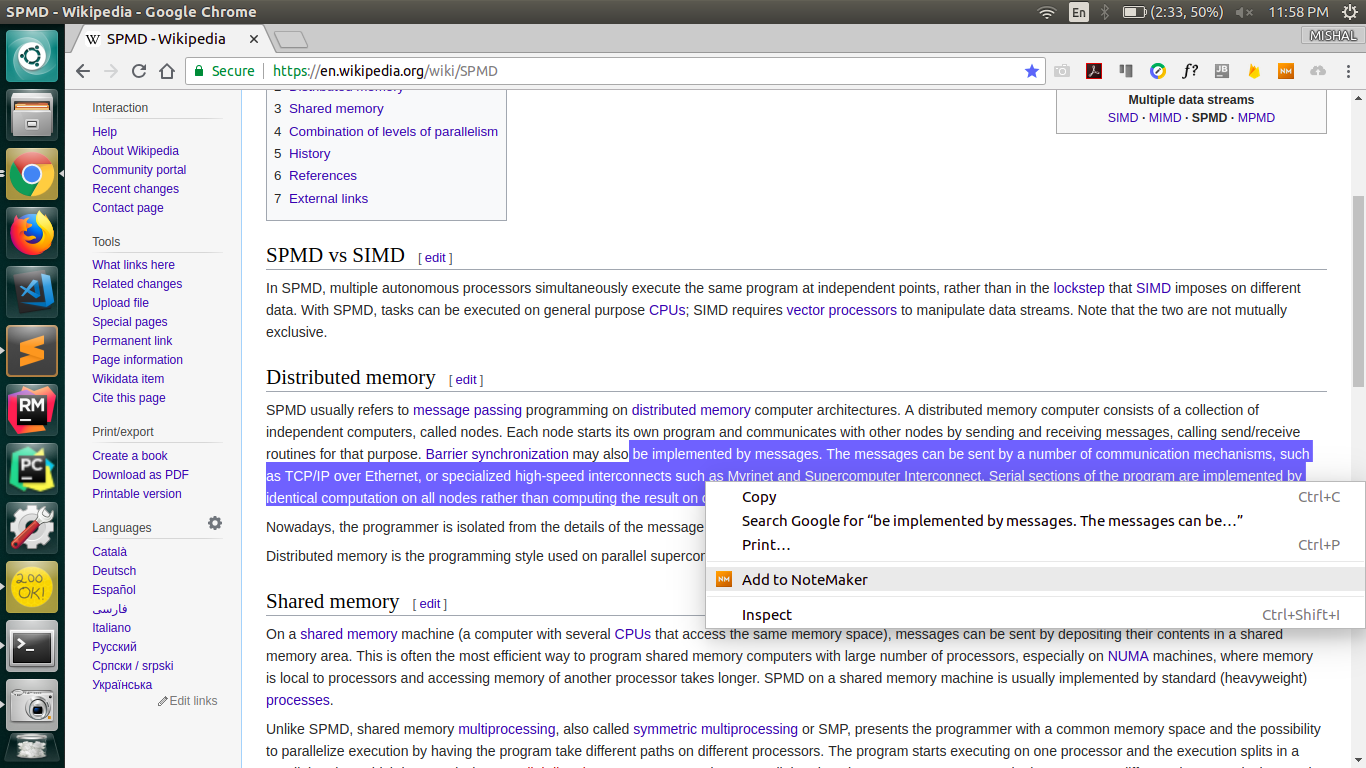 SPMD - Wikipedia - Google Chrome
En
(2:33, 50%)
11:58 PM
W SPMD - Wikipedia ×
MISHAL
Secure
https://en.wikipedia.org/wiki/SPMD
f?
JB
NM
Interaction
Help
About Wikipedia
Community portal
Recent changes
Contact page
Tools
What links here
Related changes
Upload file
Special pages
Permanent link
Page information
Wikidata item
Cite this page
Print/export
Create a book
Download as PDF
Printable version
Languages
Català
Deutsch
Español
فارسی
Italiano
Русский
Српски / srpski
Українська
Edit links
2 Distributed memory
3 Shared memory
4 Combination of levels of parallelism
5 History
6 References
7 External links
Multiple data streams
SIMD · MIMD · SPMD · MPMD
SPMD vs SIMD [ edit ]
In SPMD, multiple autonomous processors simultaneously execute the same program at independent points, rather than in the lockstep that SIMD imposes on different
data. With SPMD, tasks can be executed on general purpose CPUs; SIMD requires vector processors to manipulate data streams. Note that the two are not mutually
exclusive.
Distributed memory [ edit ]
SPMD usually refers to message passing programming on distributed memory computer architectures. A distributed memory computer consists of a collection of
independent computers, called nodes. Each node starts its own program and communicates with other nodes by sending and receiving messages, calling send/receive
routines for that purpose. Barrier synchronization may also be implemented by messages. The messages can be sent by a number of communication mechanisms, such
as TCP/IP over Ethernet, or specialized high-speed interconnects such as Myrinet and Supercomputer Interconnect. Serial sections of the program are implemented by
identical computation on all nodes rather than computing the result on
Nowadays, the programmer is isolated from the details of the message
Distributed memory is the programming style used on parallel
Copy Ctrl+C
Search Google for “be implemented by messages. The messages can be…”
Print… Ctrl+P
NM Add to NoteMaker
Inspect Ctrl+Shift+I
Shared memory [ edit ]
On a shared memory machine (a computer with several CPUs that access the same memory space), messages can be sent by depositing their contents in a shared
memory area. This is often the most efficient way to program shared memory computers with large number of processors, especially on NUMA machines, where memory
is local to processors and accessing memory of another processor takes longer. SPMD on a shared memory machine is usually implemented by standard (heavyweight)
processes.
Unlike SPMD, shared memory multiprocessing, also called symmetric multiprocessing or SMP, presents the programmer with a common memory space and the possibility
to parallelize execution by having the program take different paths on different processors. The program starts executing on one processor and the execution splits in a
RM
PC
200
OK!